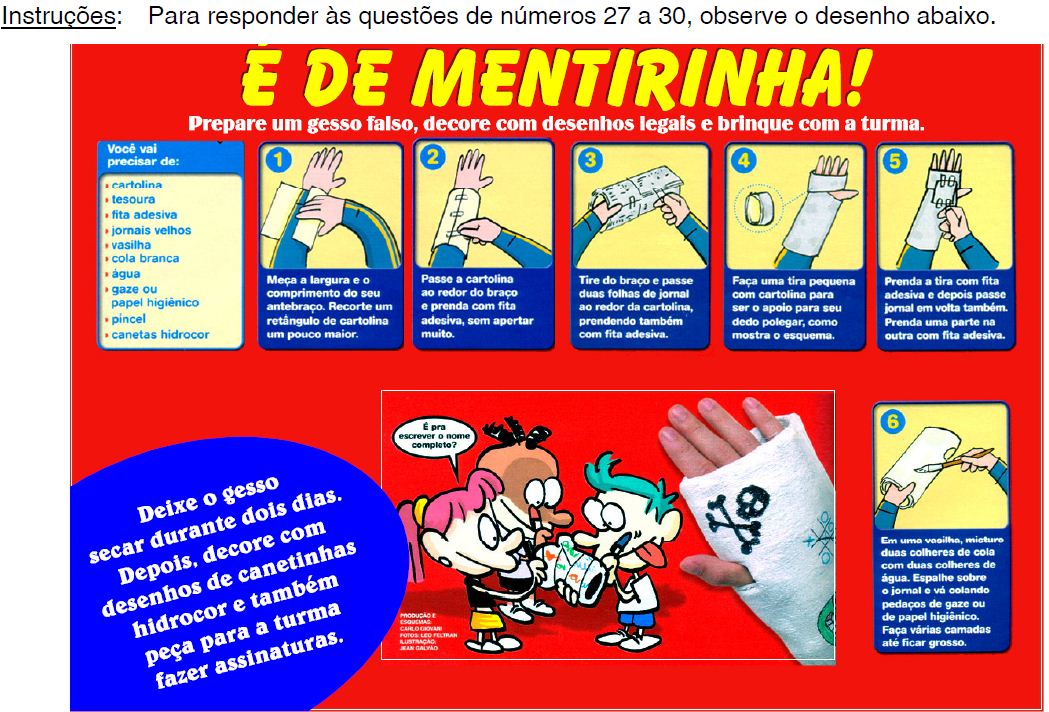 Instruções: Para responder às questões de números 27 a 30, observe o desenho abaixo.
É DE MENTIRINHA!
Prepare um gesso falso, decore com desenhos legais e brinque com a turma.
Você vai
precisar de:
cartolina
tesoura
fita adesiva
jornais velhos
vasilha
cola branca
água
gaze ou
papel higiênico
pincel
canetas hidrocor
1
Meça a largura e o
comprimento do seu
antebraço. Recorte um
retângulo de cartolina
um pouco maior.
2
Passe a cartolina
ao redor do braço
e prenda com fita
adesiva, sem apertar
muito.
3
Tire do braço e passe
duas folhas de jornal
ao redor da cartolina,
prendendo também
com fita adesiva.
4
Faça uma tira pequena
com cartolina para
ser o apoio para seu
dedo polegar, como
mostra o esquema.
5
Prenda a tira com fita
adesiva e depois passe
jornal em volta também.
Prenda uma parte na
outra com fita adesiva.
6
Em uma vasilha, misture
duas colheres de cola
com duas colheres de
água. Espalhe sobre
o jornal e vá colando
pedaços de gaze ou
de papel higiênico.
Faça várias camadas
até ficar grosso.
É pra
escrever o nome
completo?
Deixe o gesso
secar durante dois dias.
Depois, decore com
desenhos de canetinhas
hidrocor e também
peça para a turma
fazer assinaturas.
PRODUÇÃO E
ESQUEMAS:
CARLO GIOVANI
FOTOS: LEO FELTRAN
ILUSTRAÇÃO:
JEAN GALVÃO